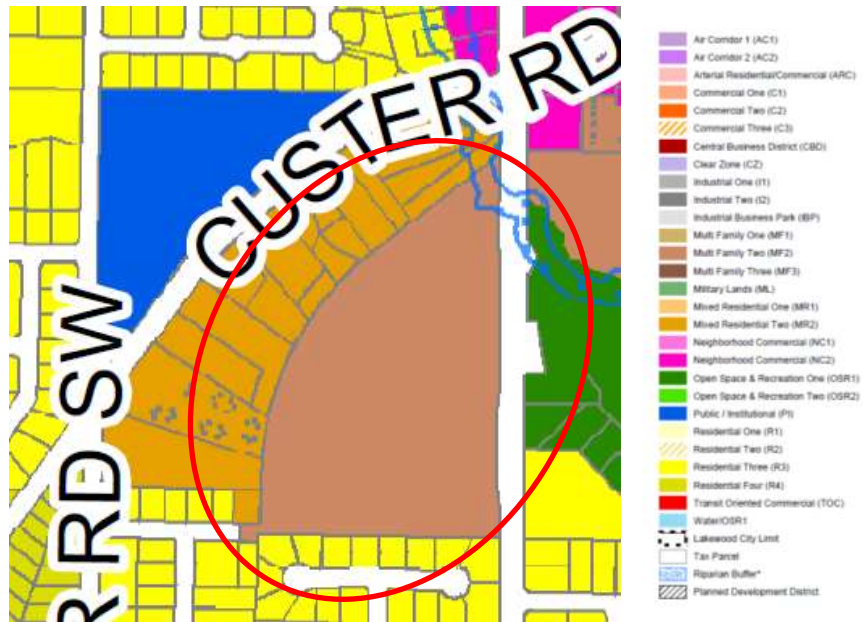 CUSTER RD
R RD SW
Air Corridor 1 (AC1)
Air Corridor 2 (AC2)
Arterial Residential/Commercial (ARC)
Commercial One (C1)
Commercial Two (C2)
Commercial Three (C3)
Central Business District (CBD)
Clear Zone (CZ)
Industrial One (I1)
Industrial Two (I2)
Industrial Business Park (IBP)
Multi Family One (MF1)
Multi Family Two (MF2)
Multi Family Three (MF3)
Military Lands (ML)
Mixed Residential One (MR1)
Mixed Residential Two (MR2)
Neighborhood Commercial (NC1)
Neighborhood Commercial (NC2)
Open Space & Recreation One (OSR1)
Open Space & Recreation Two (OSR2)
Public / Institutional (PI)
Residential One (R1)
Residential Two (R2)
Residential Three (R3)
Residential Four (R4)
Transit Oriented Commercial (TOC)
Water/OSR1
Lakewood City Limit
Tax Parcel
Riparian Buffer*
Planned Development District